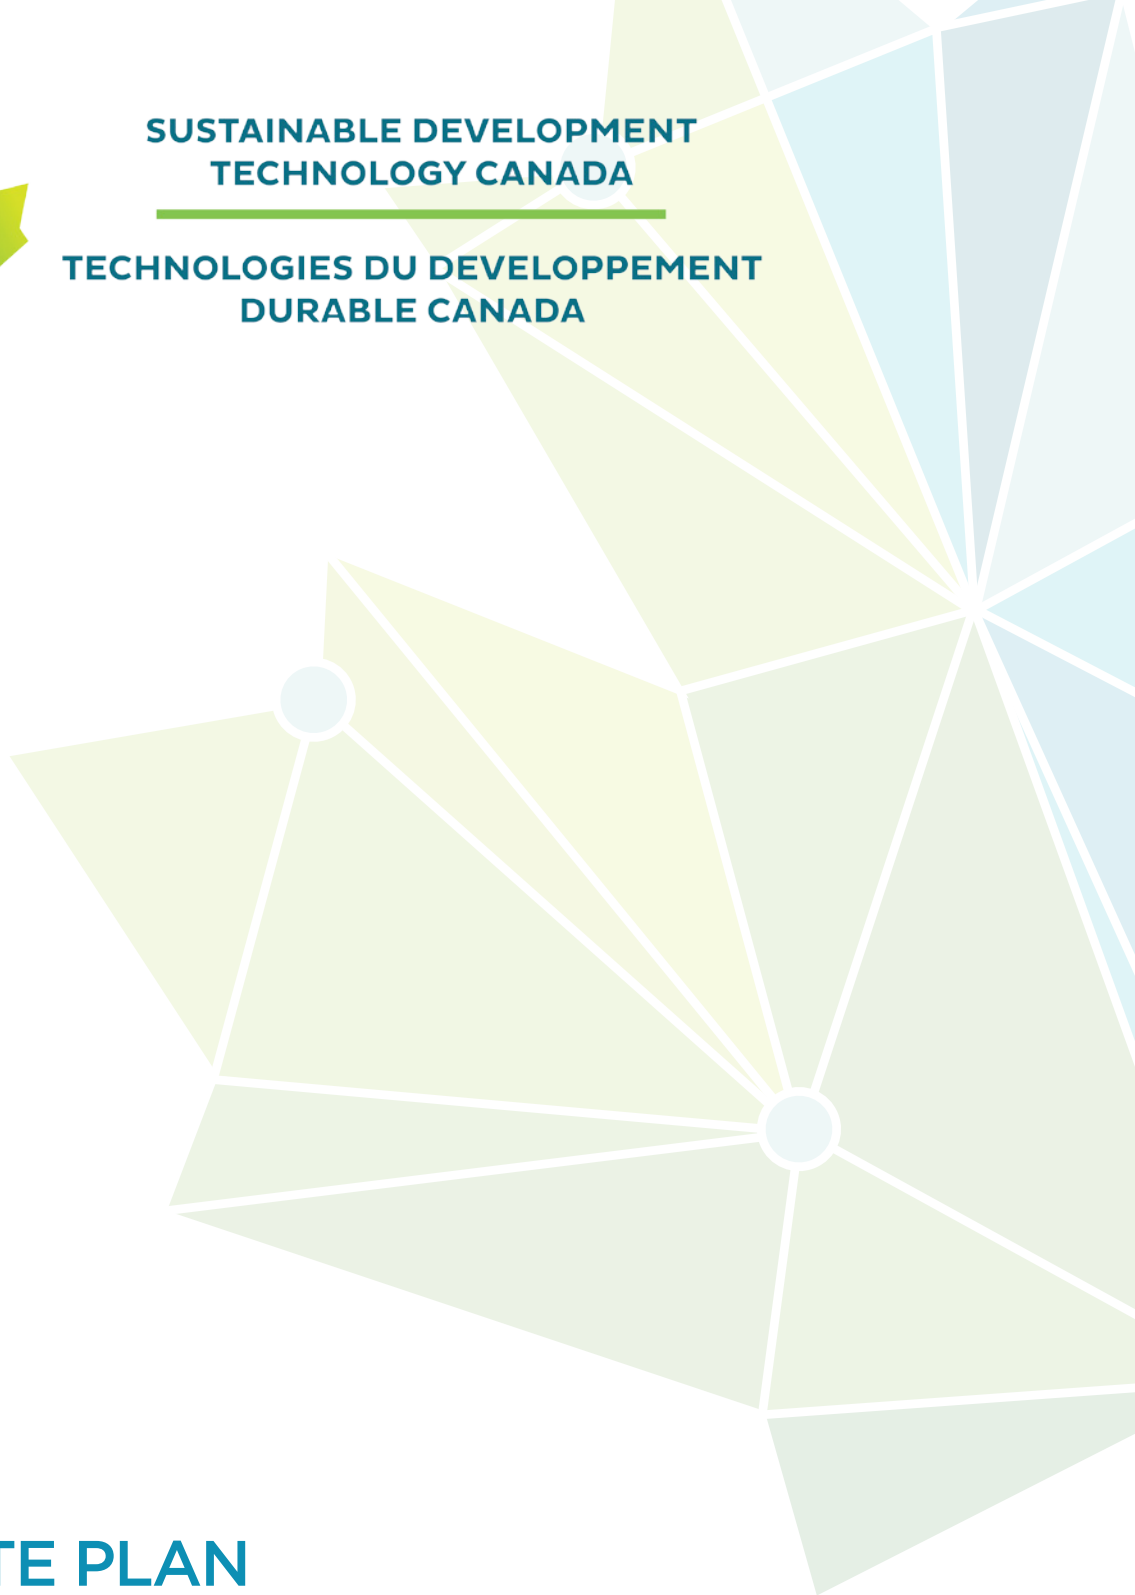 SUSTAINABLE DEVELOPMENT
TECHNOLOGY CANADA
TECHNOLOGIES DU DEVELOPPEMENT
DURABLE CANADA
TE PLAN